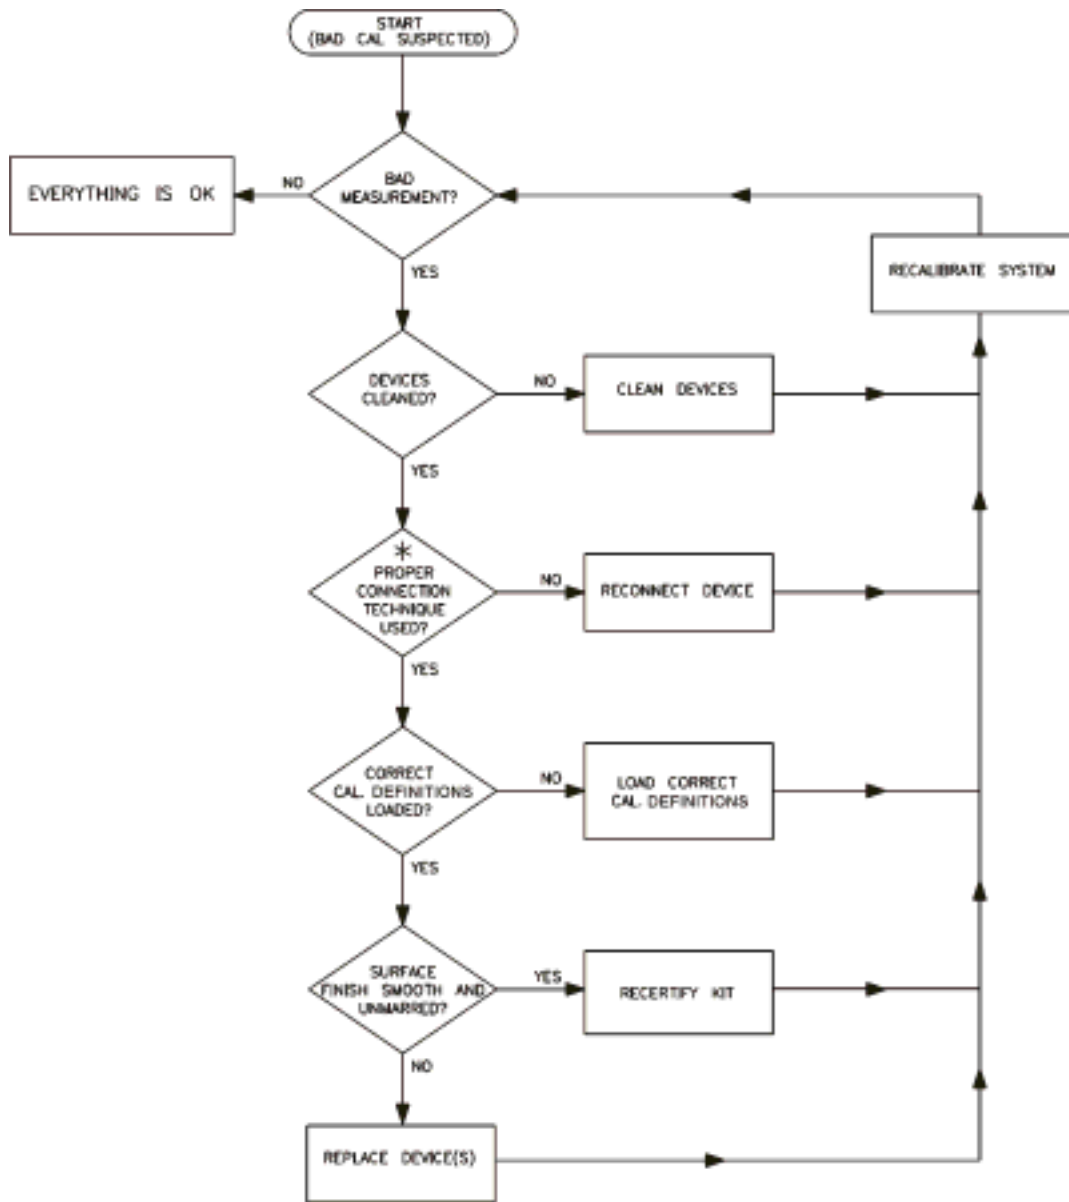 START
(BAD CAL SUSPECTED)
BAD
MEASUREMENT?
NO
EVERYTHING IS OK
YES
RECALIBRATE SYSTEM
DEVICES
CLEANED?
NO
CLEAN DEVICES
YES
*
PROPER
CONNECTION
TECHNIQUE
USED?
NO
RECONNECT DEVICE
YES
CORRECT
CAL. DEFINITIONS
LOADED?
NO
LOAD CORRECT
CAL. DEFINITIONS
YES
SURFACE
FINISH SMOOTH AND
UNMARRED?
YES
RECERTIFY KIT
NO
REPLACE DEVICE(S)